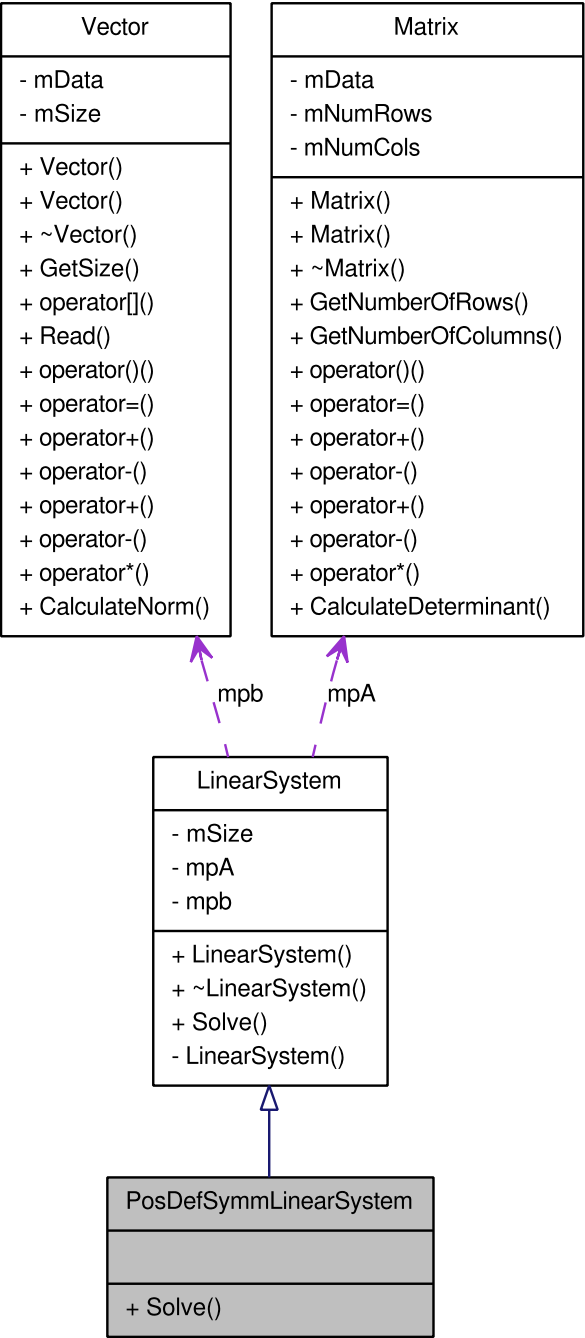 Vector
- mData
- mSize
+ Vector()
+ Vector()
+ ~Vector()
+ GetSize()
+ operator[]()
+ Read()
+ operator()()
+ operator=()
+ operator+()
+ operator-()
+ operator+()
+ operator-()
+ operator*()
+ CalculateNorm()
Matrix
- mData
- mNumRows
- mNumCols
+ Matrix()
+ Matrix()
+ ~Matrix()
+ GetNumberOfRows()
+ GetNumberOfColumns()
+ operator()()
+ operator=()
+ operator+()
+ operator-()
+ operator+()
+ operator-()
+ operator*()
+ CalculateDeterminant()
mpb
mpA
LinearSystem
- mSize
- mpA
- mpb
+ LinearSystem()
+ ~LinearSystem()
+ Solve()
- LinearSystem()
PosDefSymmLinearSystem
+ Solve()